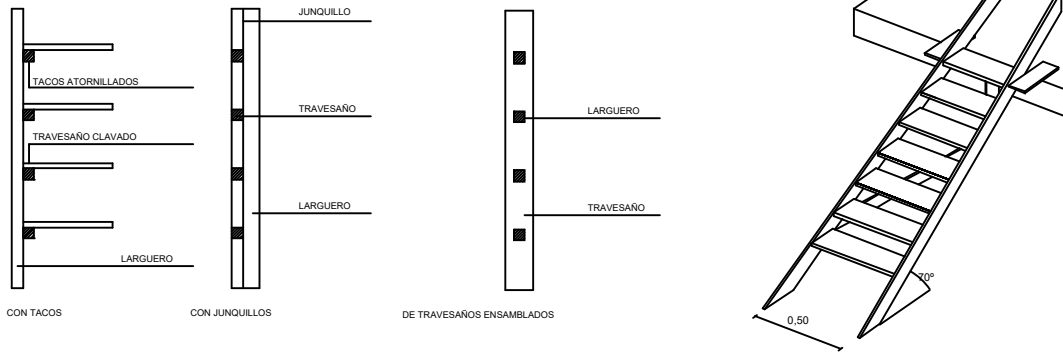 JUNQUILLO
TACOS ATORNILLADOS
TRAVESAÑO
LARGUERO
TRAVESAÑO CLAVADO
LARGUERO
TRAVESAÑO
LARGUERO
70º
CON TACOS
CON JUNQUILLOS
DE TRAVESAÑOS ENSAMBLADOS
0,50